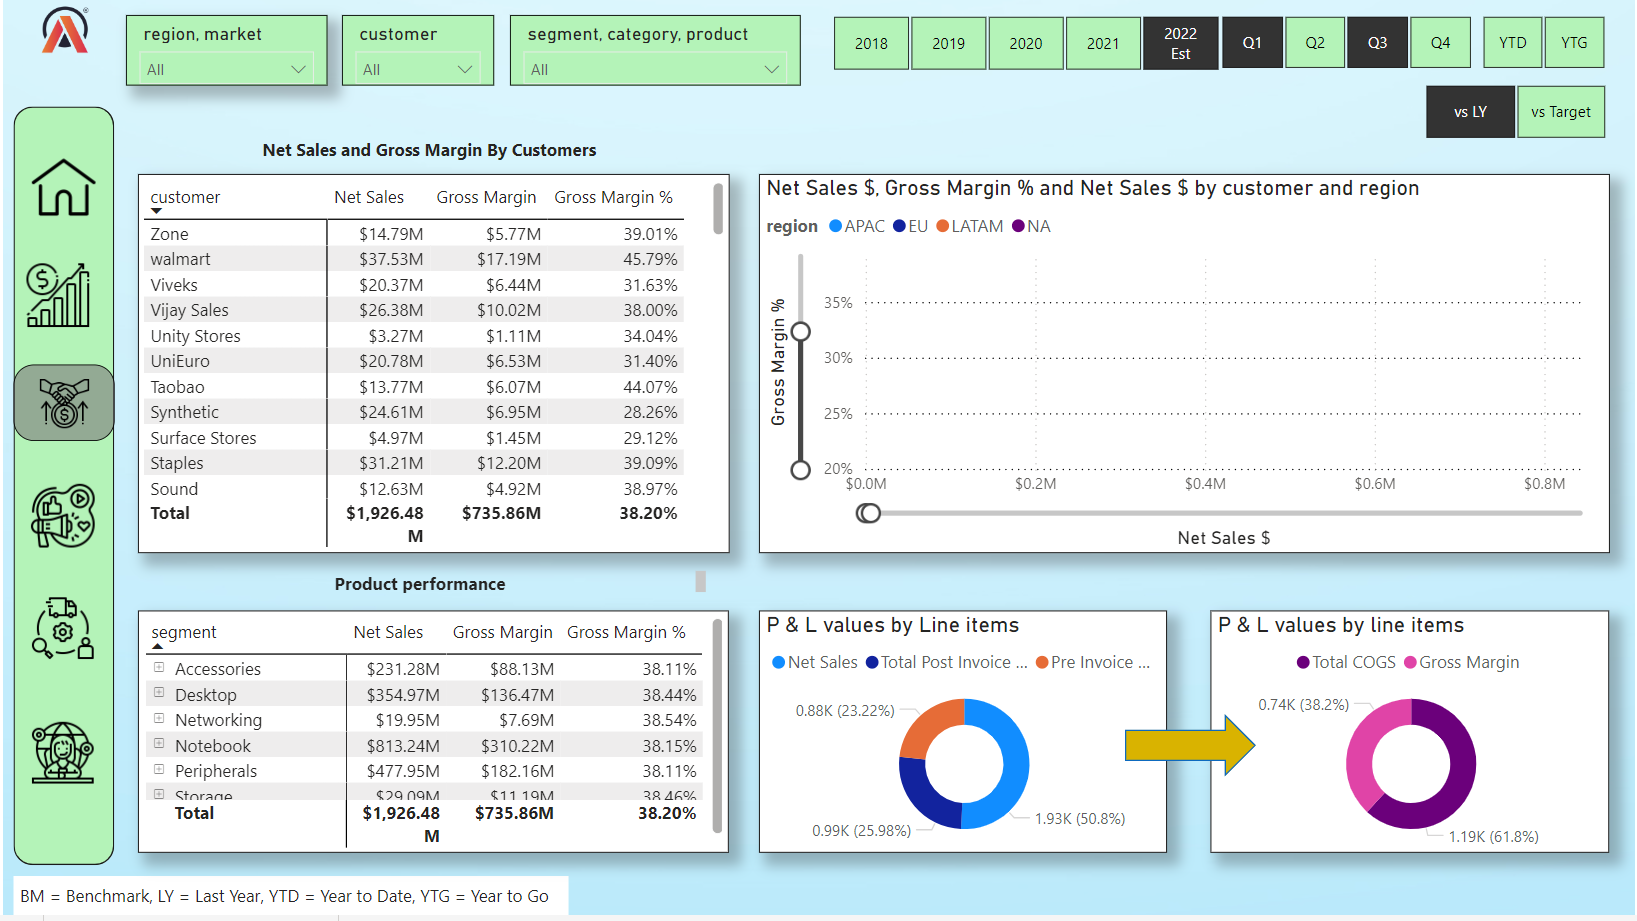 region, market
All
customer
All
segment, category, product
All
2018
2019
2020
2021
2022
Est
Q1
Q2
Q3
Q4
YTD
YTG
vs LY
vs Target
Net Sales and Gross Margin By Customers
customer Net Sales Gross Margin Gross Margin %
Zone $14.79M $5.77M 39.01%
walmart $37.53M $17.19M 45.79%
Viveks $20.37M $6.44M 31.63%
Vijay Sales $26.38M $10.02M 38.00%
Unity Stores $3.27M $1.11M 34.04%
UniEuro $20.78M $6.53M 31.40%
Taobao $13.77M $6.07M 44.07%
Synthetic $24.61M $6.95M 28.26%
Surface Stores $4.97M $1.45M 29.12%
Staples $31.21M $12.20M 39.09%
Sound $12.63M $4.92M 38.97%
Total $1,926.48 $735.86M 38.20%
M
Net Sales $, Gross Margin % and Net Sales $ by customer and region
region APAC EU LATAM NA
Gross Margin %
35%
30%
25%
20%
$0.0M $0.2M $0.4M $0.6M $0.8M
Net Sales $
Product performance
segment Net Sales Gross Margin Gross Margin %
Accessories $231.28M $88.13M 38.11%
Desktop $354.97M $136.47M 38.44%
Networking $19.95M $7.69M 38.54%
Notebook $813.24M $310.22M 38.15%
Peripherals $477.95M $182.16M 38.11%
Storage $29.09M $11.19M 38.46%
Total $1,926.48 $735.86M 38.20%
M
P & L values by Line items
Net Sales Total Post Invoice ... Pre Invoice ...
0.88K (23.22%)
0.99K (25.98%)
1.93K (50.8%)
P & L values by line items
Total COGS Gross Margin
0.74K (38.2%)
1.19K (61.8%)
BM = Benchmark, LY = Last Year, YTD = Year to Date, YTG = Year to Go